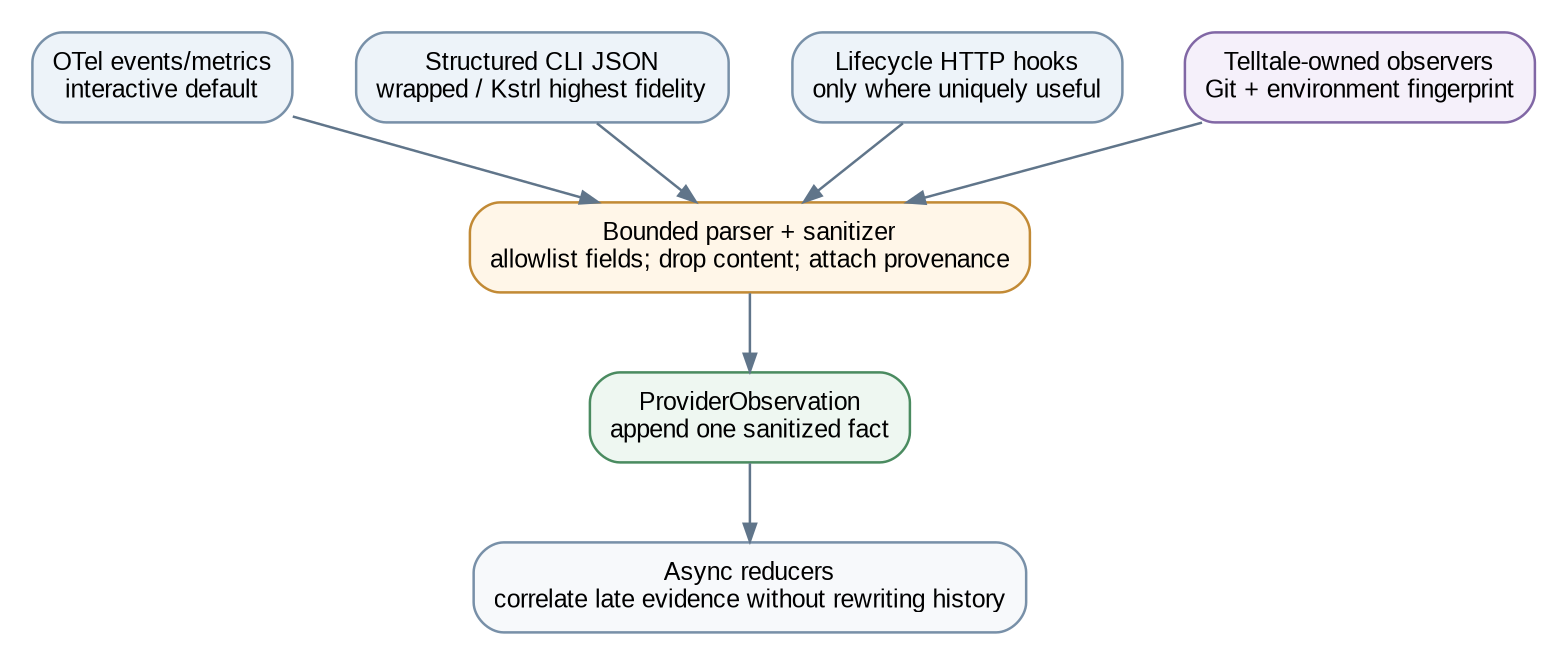 OTel events/metrics
interactive default
Structured CLI JSON
wrapped / Kstrl highest fidelity
Lifecycle HTTP hooks
only where uniquely useful
Telltale-owned observers
Git + environment fingerprint
Bounded parser + sanitizer
allowlist fields; drop content; attach provenance
ProviderObservation
append one sanitized fact
Async reducers
correlate late evidence without rewriting history